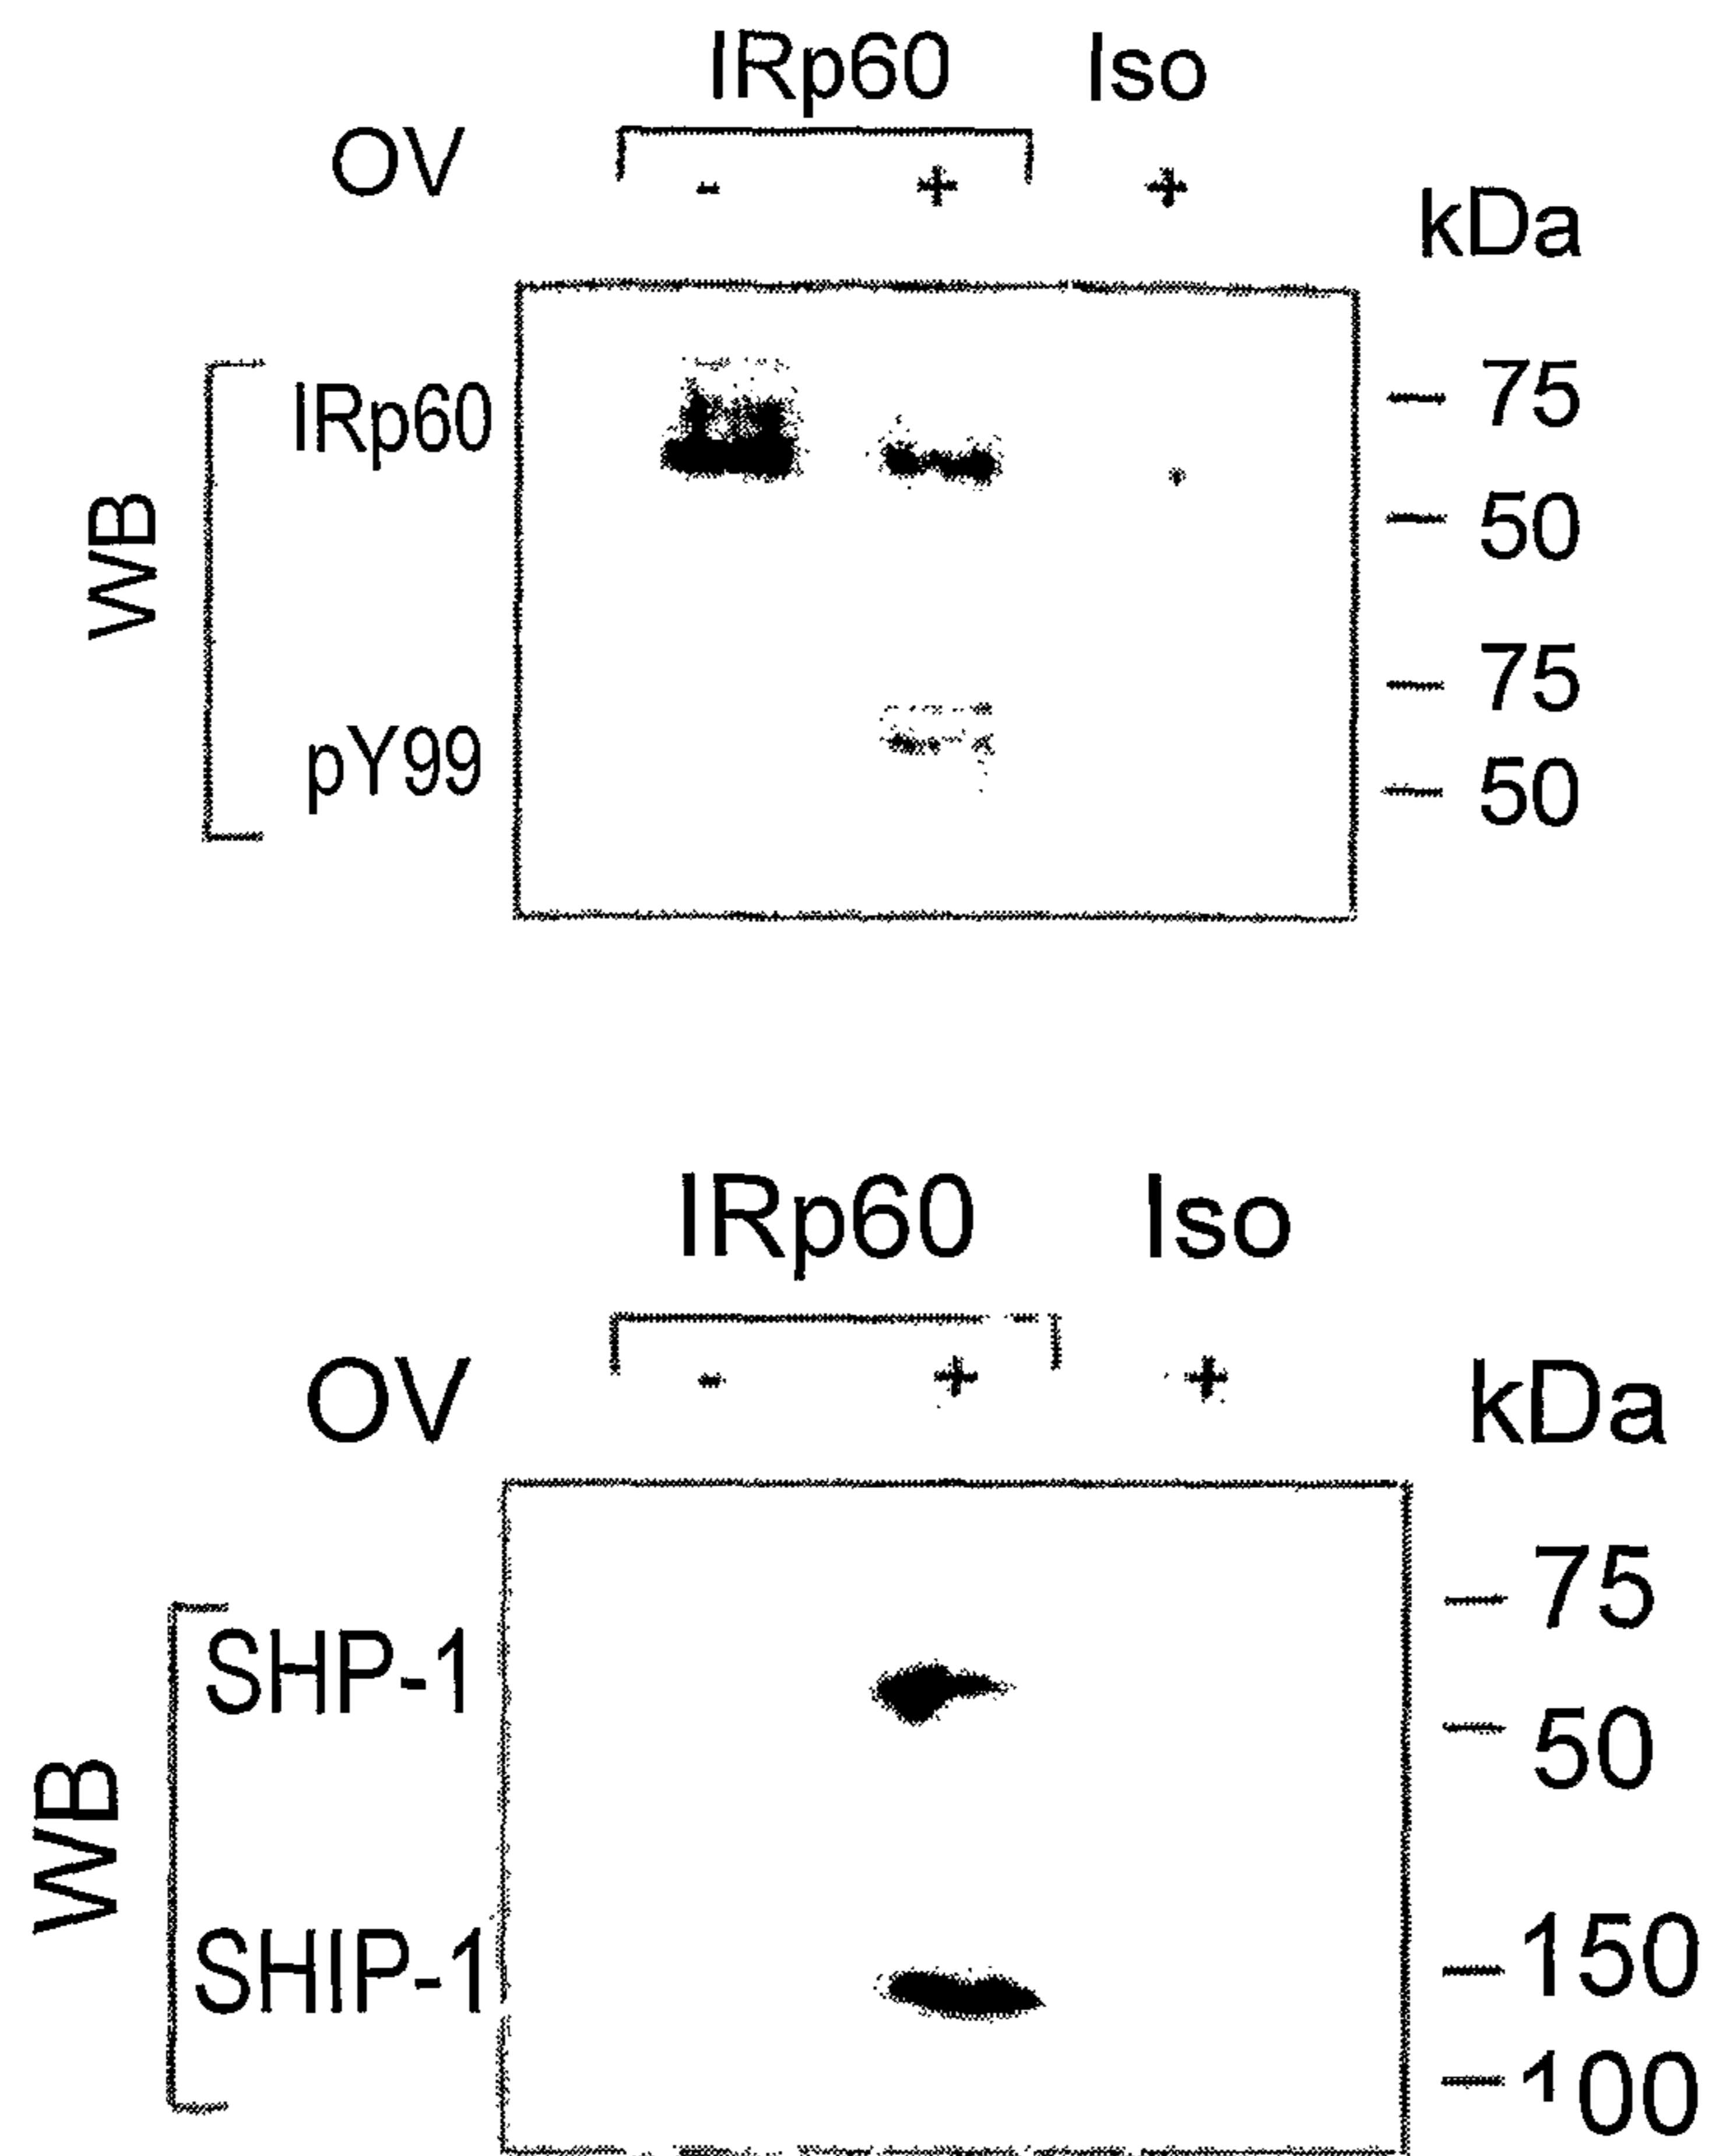 IRp60 Iso
OV - + + kDa
75
IRp60
50
WB
75
pY99
50
IRp60 Iso
OV - + + kDa
75
SHP-1
50
WB
150
SHIP-1
100